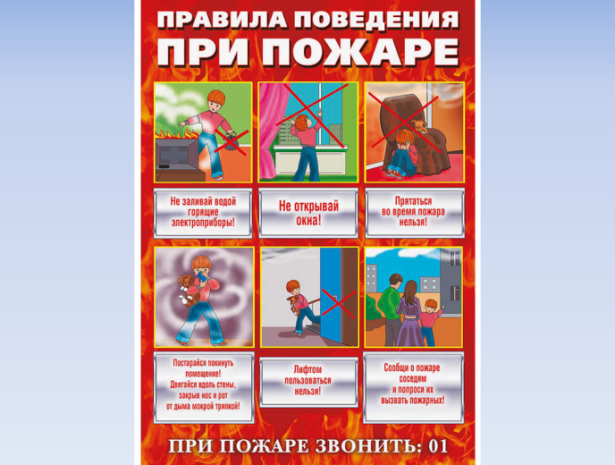 ПРАВИЛА ПОВЕДЕНИЯ
ПРИ ПОЖАРЕ
Не заливай водой
горящие
электроприборы!
Не открывай
окна!
Прятаться
во время пожара
нельзя!
Постарайся покинуть
помещение!
Двигайся вдоль стены,
закрыв нос и рот
от дыма мокрой тряпкой!
Лифтом
пользоваться
нельзя!
Сообщи о пожаре
соседям
и попроси их
вызвать пожарных!
ПРИ ПОЖАРЕ ЗВОНИТЬ: 01